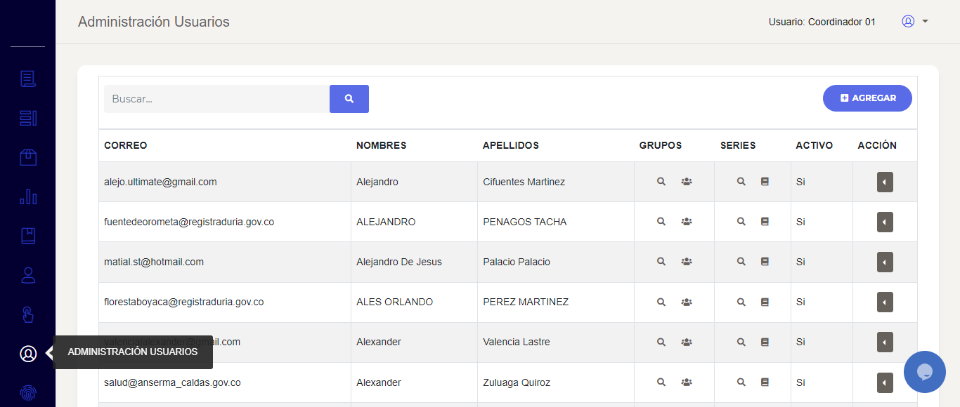 Administración Usuarios
Usuario: Coordinador 01
Buscar...
AGREGAR
CORREO NOMBRES APELLIDOS GRUPOS SERIES ACTIVO ACCIÓN
alejo.ultimate@gmail.com Alejandro Cifuentes Martinez Si
fuentedeorometa@registraduria.gov.co ALEJANDRO PENAGOS TACHA Si
matial.st@hotmail.com Alejandro De Jesus Palacio Palacio Si
florestaboyaca@registraduria.gov.co ALES ORLANDO PEREZ MARTINEZ Si
ail.com Alexander Valencia Lastre Si
ADMINISTRACIÓN USUARIOS
salud@anserma_caldas.gov.co Alexander Zuluaga Quiroz Si